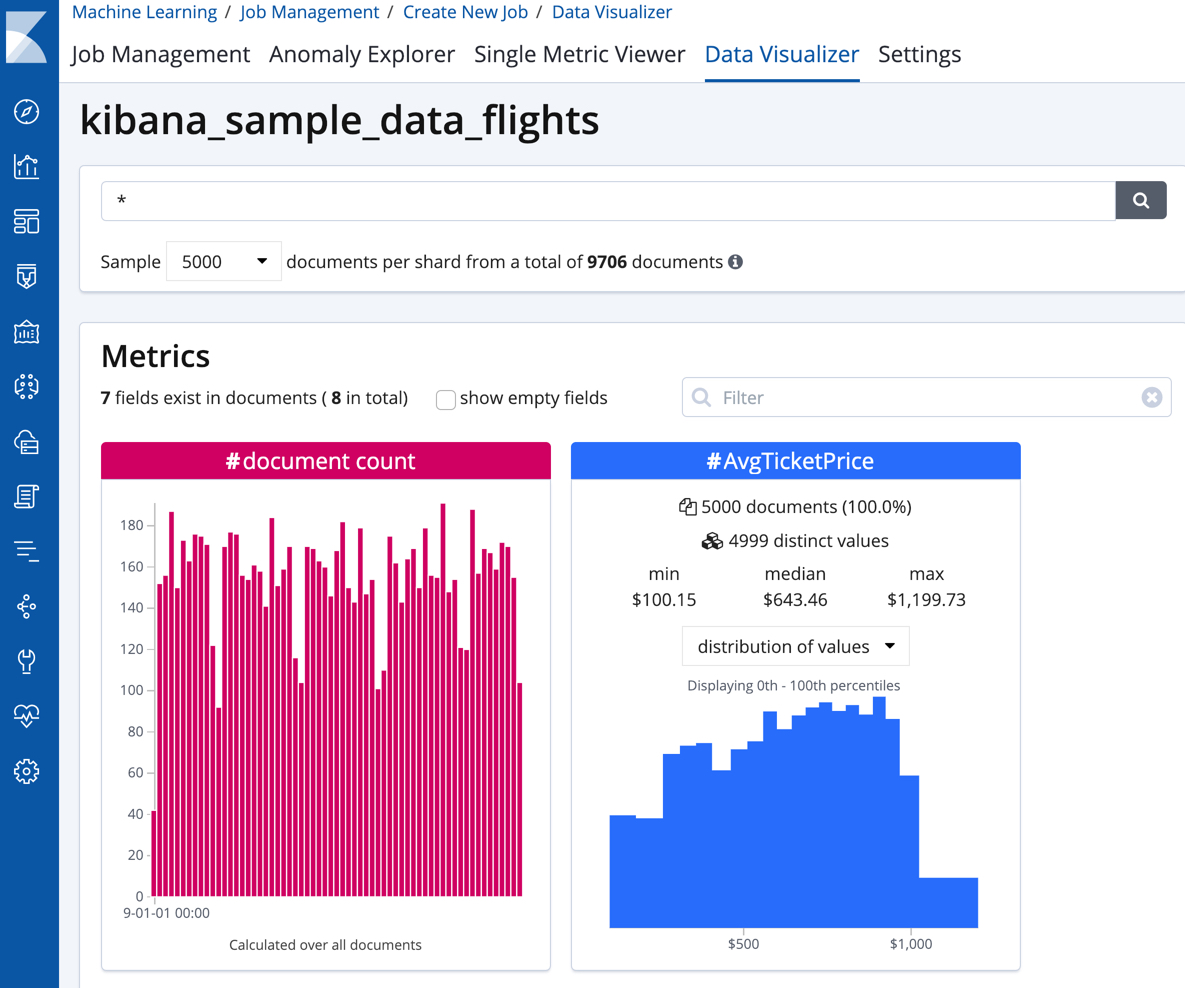 Machine Learning / Job Management / Create New Job / Data Visualizer
Job Management Anomaly Explorer Single Metric Viewer Data Visualizer Settings
kibana_sample_data_flights
*
Sample 5000 documents per shard from a total of 9706 documents
Metrics
7 fields exist in documents ( 8 in total) show empty fields Filter
#document count
180
160
140
120
100
80
60
40
20
0
9-01-01 00:00
Calculated over all documents
#AvgTicketPrice
5000 documents (100.0%)
4999 distinct values
min median max
$100.15 $643.46 $1,199.73
distribution of values
Displaying 0th - 100th percentiles
$500 $1,000